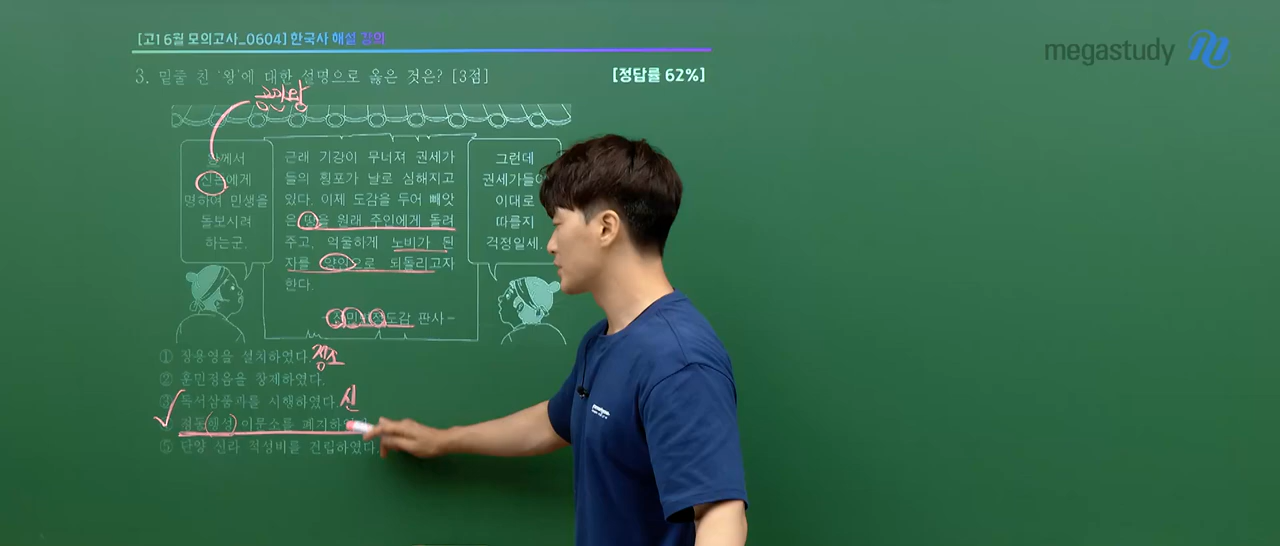 [고1 6월 모의고사_0604] 한국사 해설 강의
megastudy
3. 밑줄 친 '왕'에 대한 설명으로 옳은 것은? [3점]
[정답률 62%]
공민왕
께서
신돈에게
명하여 민생을
돌보시려
하는군.
근래 기강이 무너져 권세가
들의 횡포가 날로 심해지고
있다. 이제 도감을 두어 빼앗
은 땅을 원래 주인에게 돌려
주고, 억울하게 노비가 된
자를 양인으로 되돌리고자
한다.
-전민변정도감 판사-
그런데
권세가들이
이대로
따를지
걱정일세.
① 장용영을 설치하였다. 정조
② 훈민정음을 창제하였다.
③ 독서삼품과를 시행하였다. 신
정동행성 이문소를 폐지하
⑤ 단양 신라 적성비를 건립하였다.